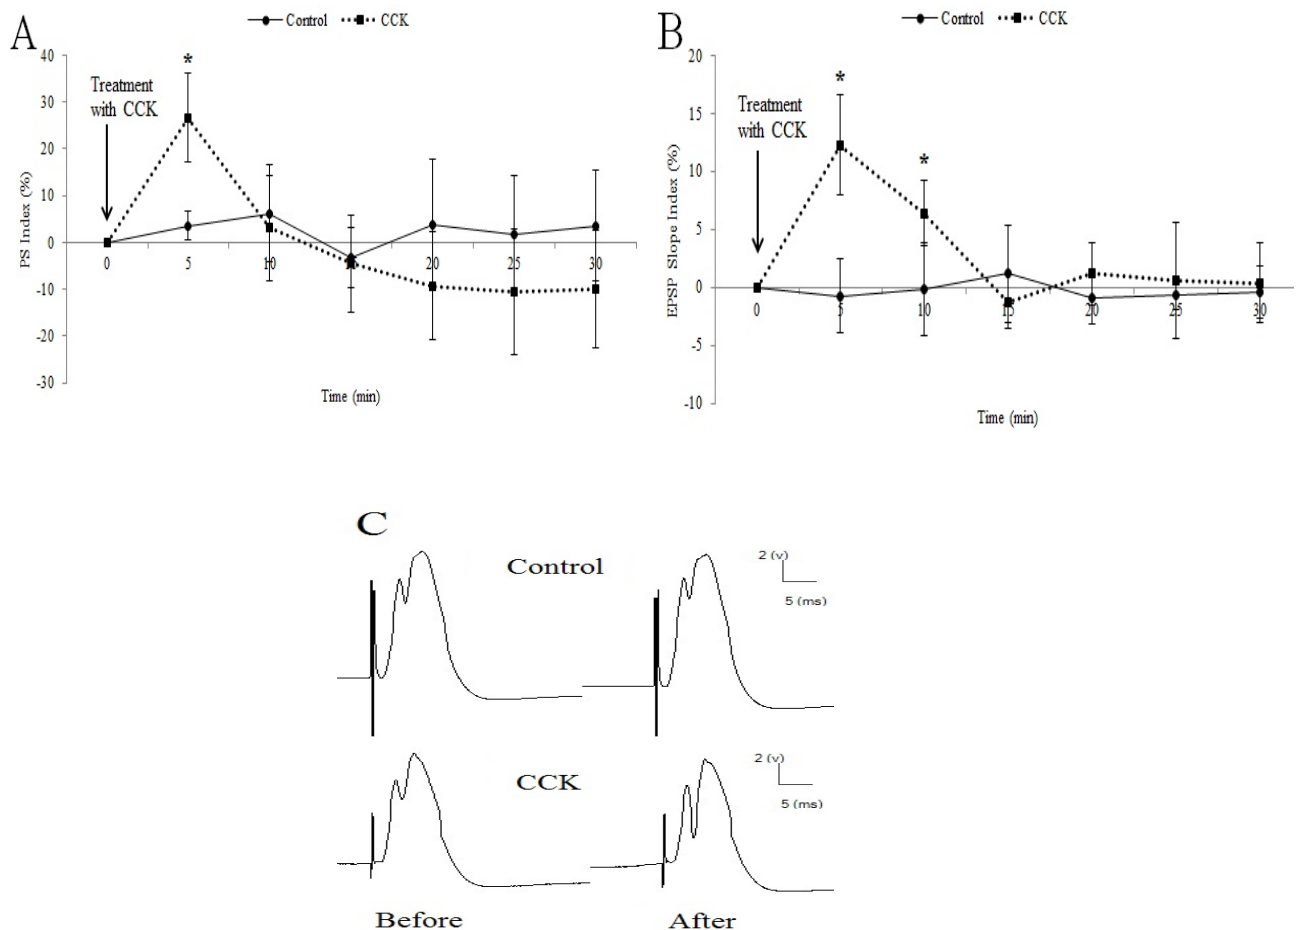 A
Control
CCK
40
30
20
10
0
-10
-20
-30
PS Index (%)
Treatment
with CCK
*
0
5
10
15
20
25
30
Time (min)
B
Control
CCK
20
15
10
5
0
-5
-10
EPSP Slope Index (%)
Treatment
with CCK
*
*
0
5
10
15
20
25
30
Time (min)
C
Control
2 (v)
5 (ms)
CCK
2 (v)
5 (ms)
Before
After